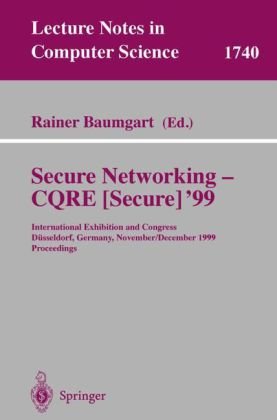 Lecture Notes in
Computer Science 1740
Rainer Baumgart (Ed.)
Secure Networking –
CQRE [Secure] ’99
International Exhibition and Congress
Düsseldorf, Germany, November/December 1999
Proceedings
Springer